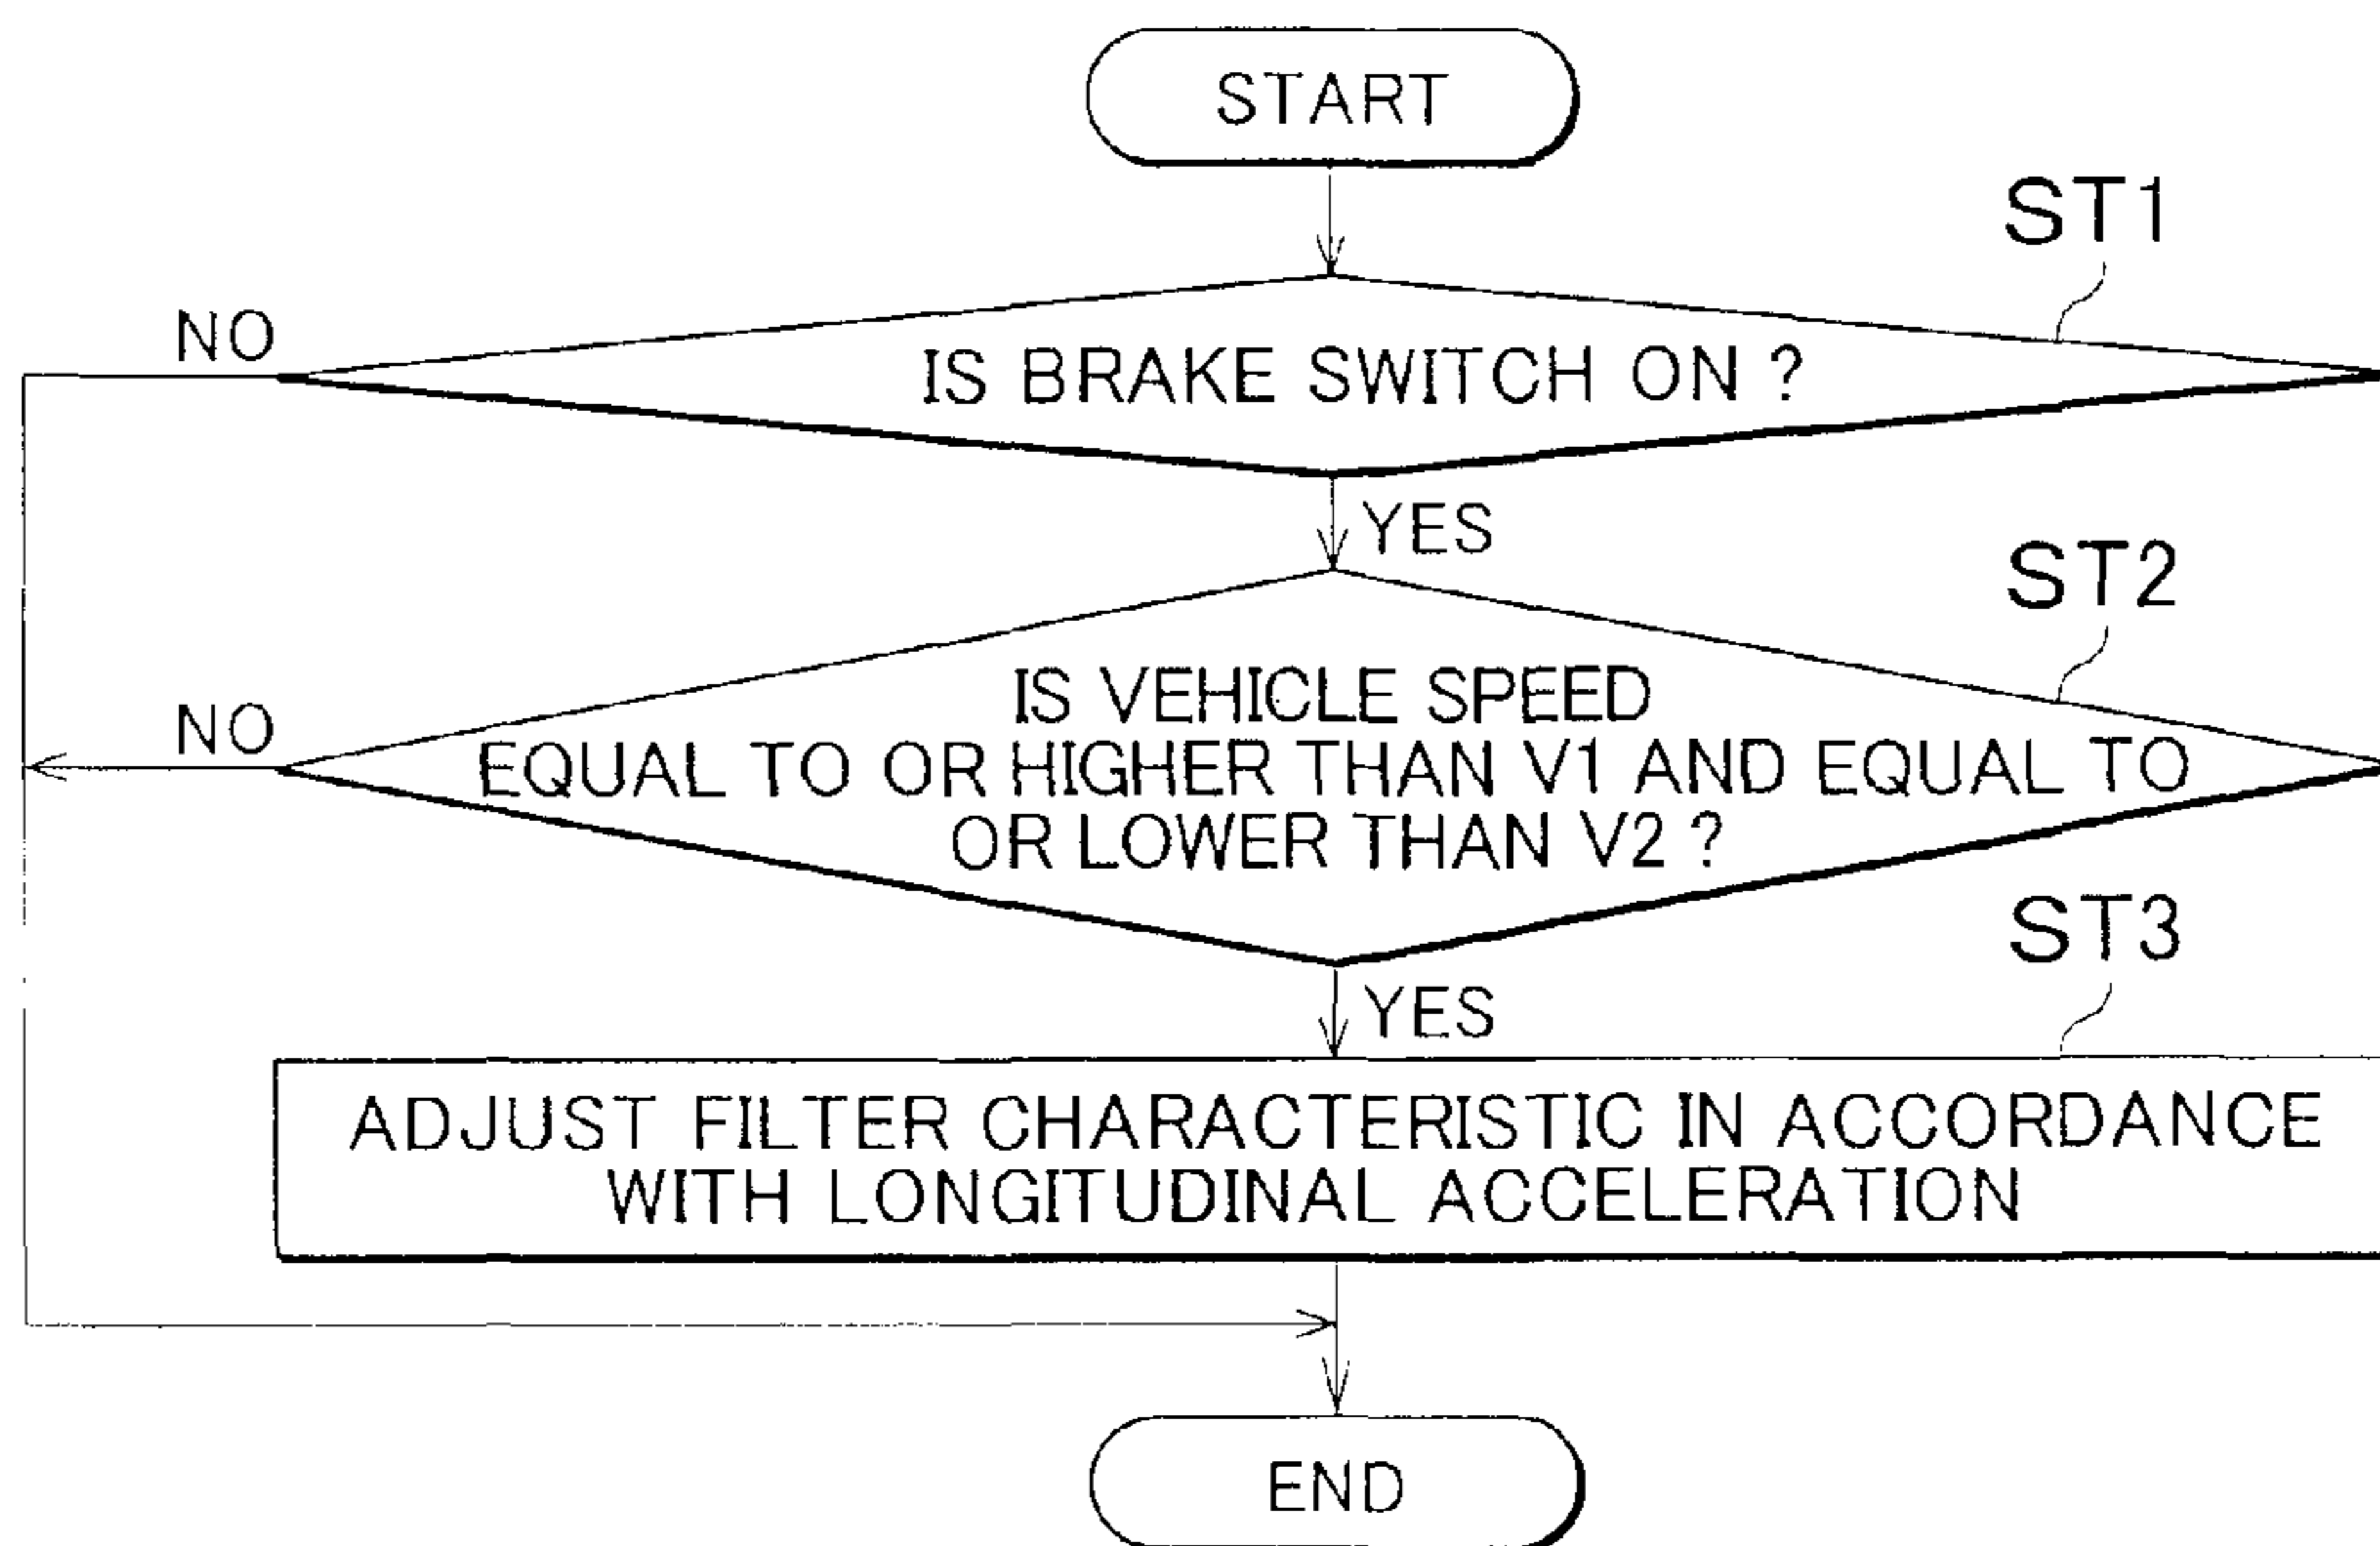 START
ST1
NO
IS BRAKE SWITCH ON ?
YES
ST2
NO
IS VEHICLE SPEED
EQUAL TO OR HIGHER THAN V1 AND EQUAL TO
OR LOWER THAN V2 ?
ST3
YES
ADJUST FILTER CHARACTERISTIC IN ACCORDANCE
WITH LONGITUDINAL ACCELERATION
END